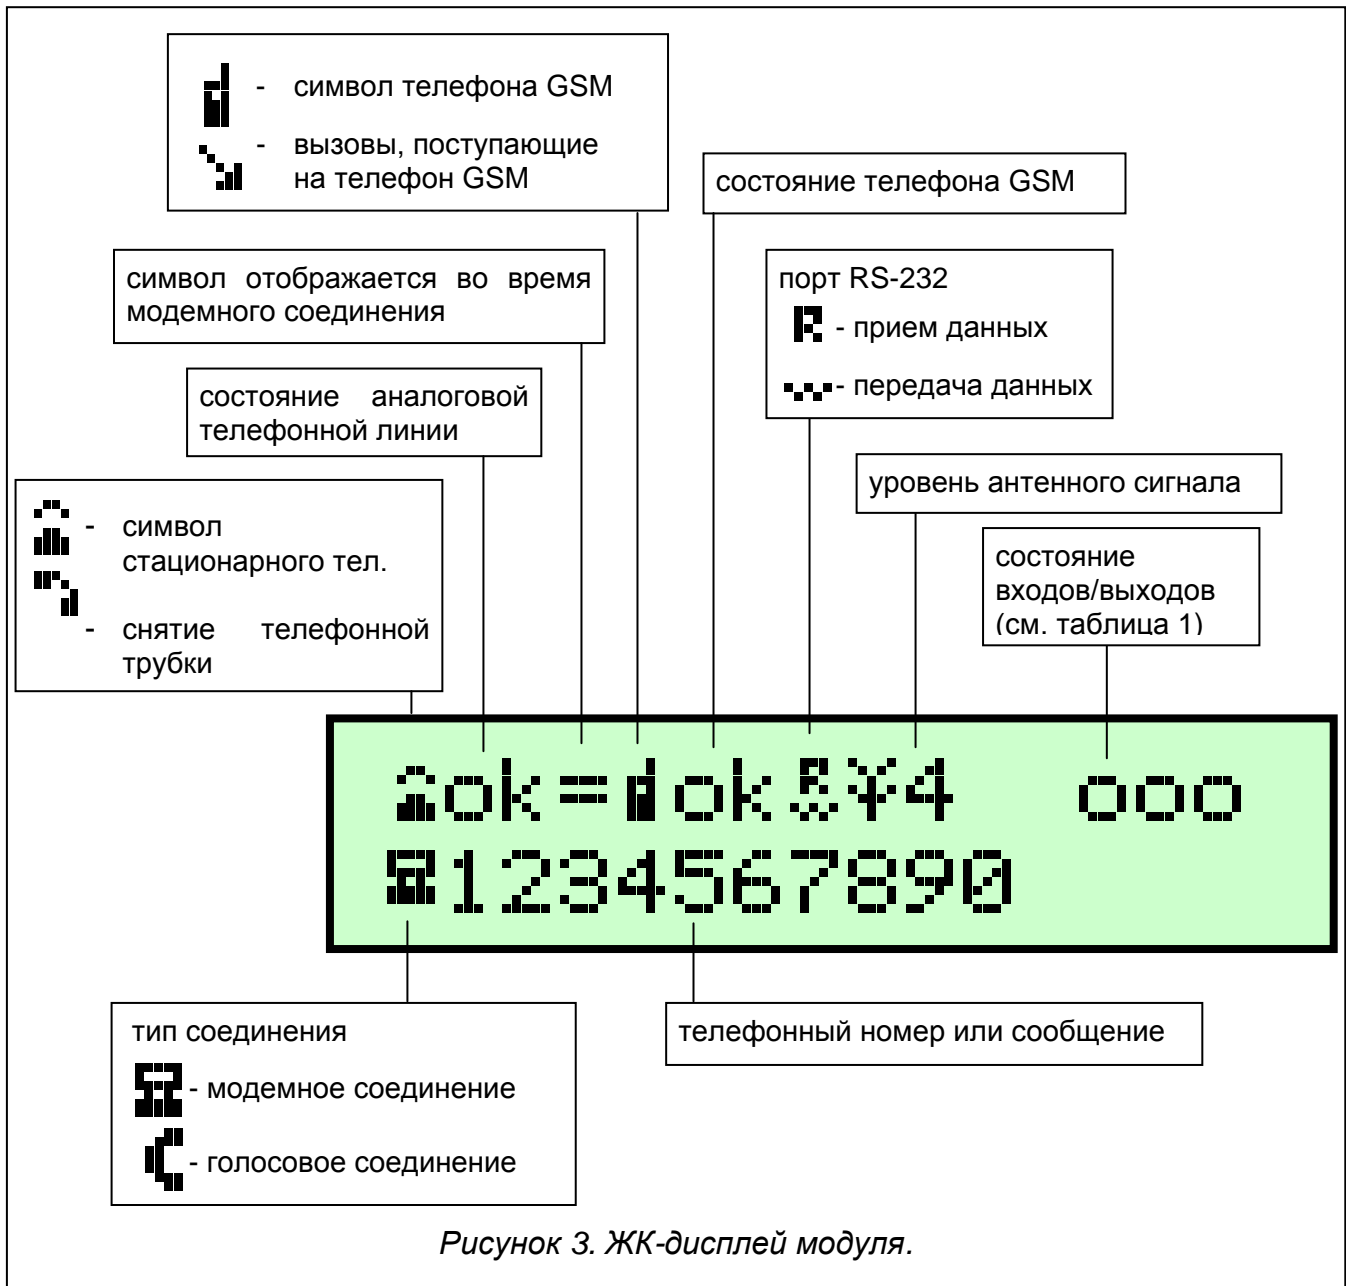 - символ телефона GSM
- вызовы, поступающие
на телефон GSM
состояние телефона GSM
символ отображается во время
модемного соединения
порт RS-232
- прием данных
- передача данных
состояние аналоговой
телефонной линии
уровень антенного сигнала
- символ
стационарного тел.
- снятие телефонной
трубки
состояние
входов/выходов
(см. таблица 1)
ok= ok ¥4 ooo
1234567890
тип соединения
- модемное соединение
- голосовое соединение
телефонный номер или сообщение
Рисунок 3. ЖК-дисплей модуля.